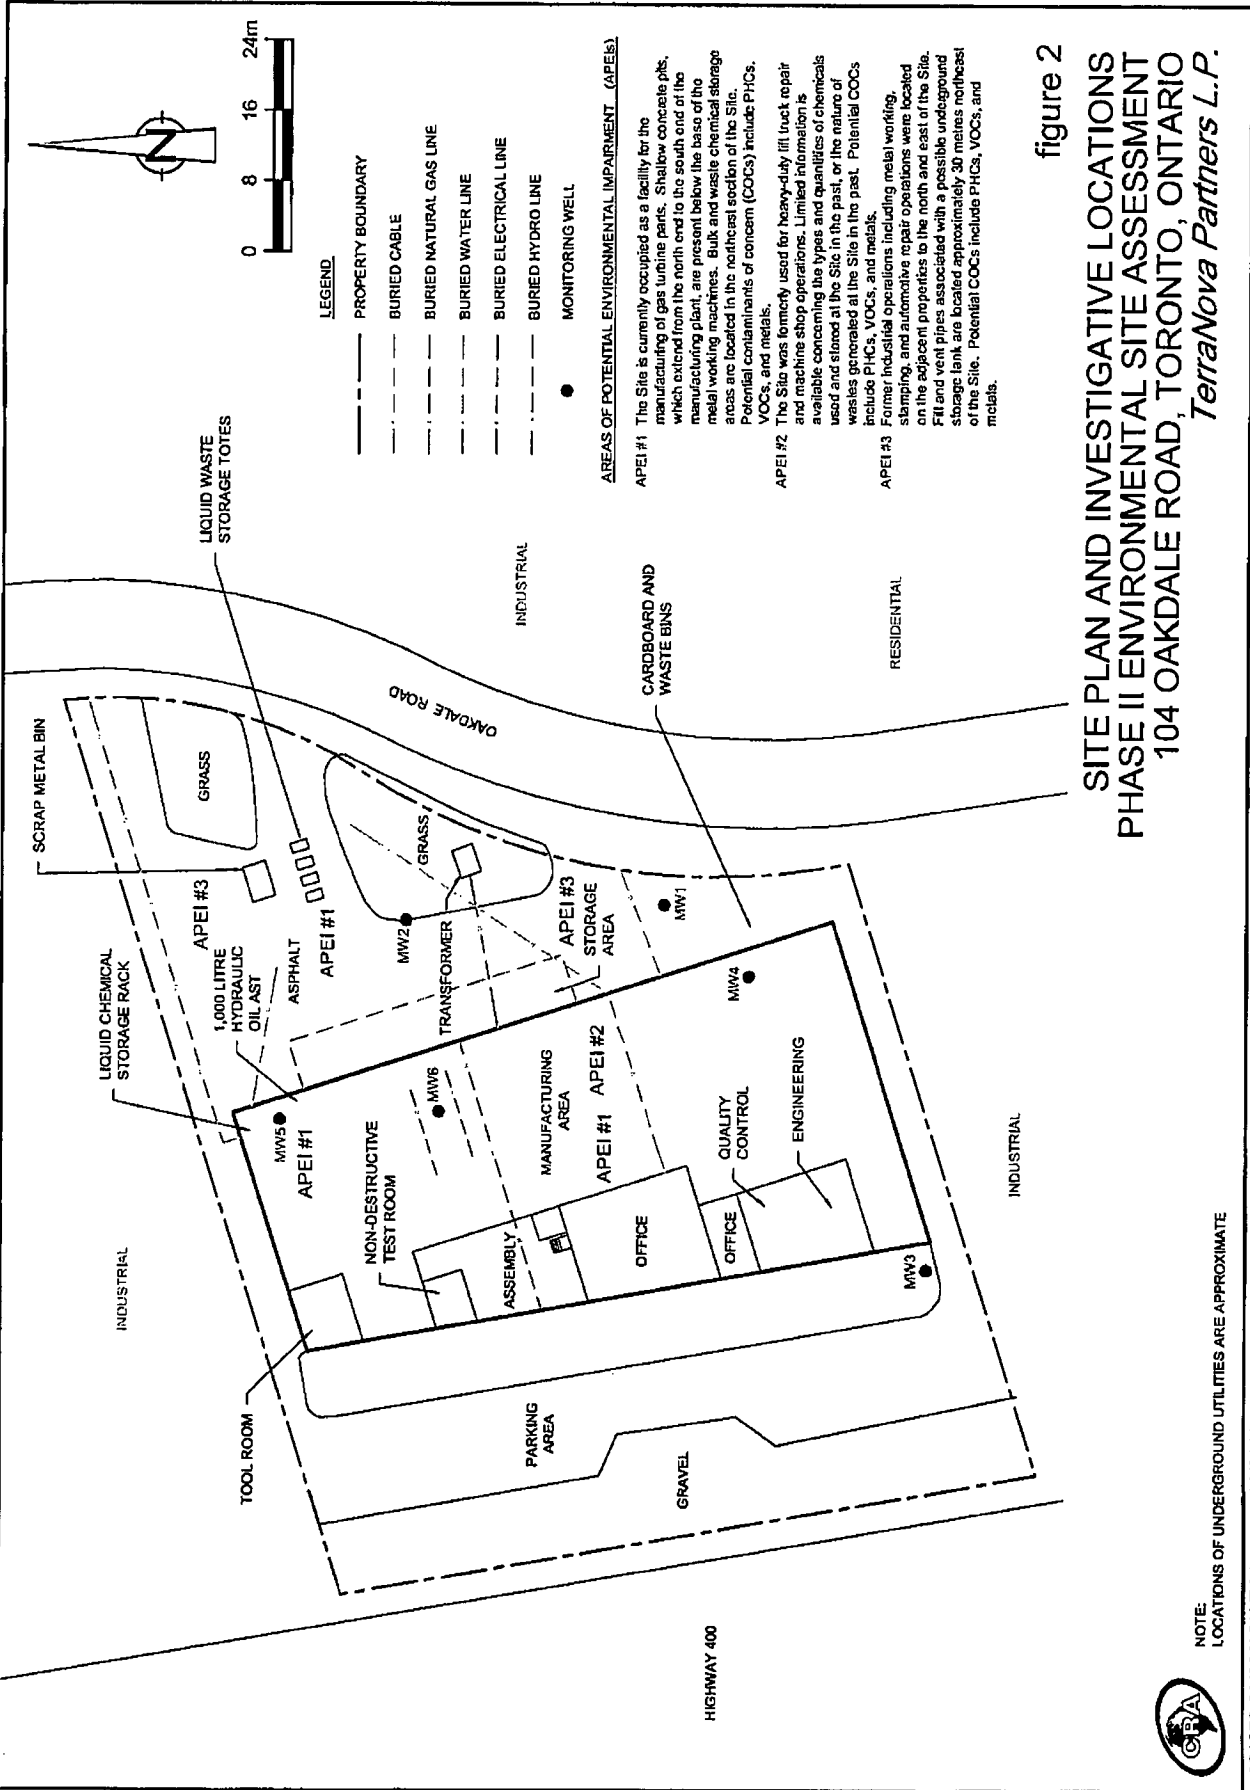 SCRAP METAL BIN
LIQUID CHEMICAL
STORAGE RACK
1,000 LITRE
HYDRAULIC
OIL AST
LIQUID WASTE
STORAGE TOTES
INDUSTRIAL
TOOL ROOM
NON-DESTRUCTIVE
TEST ROOM
MW5
APEI #1
APEI #3
ASPHALT
APEI #1
GRASS
MW2
GRASS
TRANSFORMER
OAKDALE ROAD
INDUSTRIAL
MW6
ASSEMBLY
MANUFACTURING
AREA
APEI #1
APEI #2
APEI #3
STORAGE
AREA
PARKING
AREA
OFFICE
OFFICE
QUALITY
CONTROL
ENGINEERING
MW4
MW1
CARDBOARD AND
WASTE BINS
GRAVEL
HIGHWAY 400
MW3
INDUSTRIAL
RESIDENTIAL
N
0 8 16 24m
LEGEND
PROPERTY BOUNDARY
BURIED CABLE
BURIED NATURAL GAS LINE
BURIED WATER LINE
BURIED ELECTRICAL LINE
BURIED HYDRO LINE
MONITORING WELL
AREAS OF POTENTIAL ENVIRONMENTAL IMPAIRMENT (APEIs)
APEI #1 The Site is currently occupied as a facility for the
manufacturing of gas turbine parts. Shallow concrete pits,
which extend from the north end to the south end of the
manufacturing plant, are present below the base of the
metal working machines. Bulk and waste chemical storage
areas are located in the northeast section of the Site.
Potential contaminants of concern (COCs) include PHCs,
VOCs, and metals.
APEI #2 The Site was formerly used for heavy-duty lift truck repair
and machine shop operations. Limited information is
available concerning the types and quantities of chemicals
used and stored at the Site in the past, or the nature of
wastes generated at the Site in the past. Potential COCs
include PHCs, VOCs, and metals.
APEI #3 Former industrial operations including metal working,
stamping, and automotive repair operations were located
on the adjacent properties to the north and east of the Site.
Fill and vent pipes associated with a possible underground
storage tank are located approximately 30 metres northeast
of the Site. Potential COCs include PHCs, VOCs, and
metals.
figure 2
SITE PLAN AND INVESTIGATIVE LOCATIONS
PHASE II ENVIRONMENTAL SITE ASSESSMENT
104 OAKDALE ROAD, TORONTO, ONTARIO
TerraNova Partners L.P.
NOTE:
LOCATIONS OF UNDERGROUND UTILITIES ARE APPROXIMATE
CRA